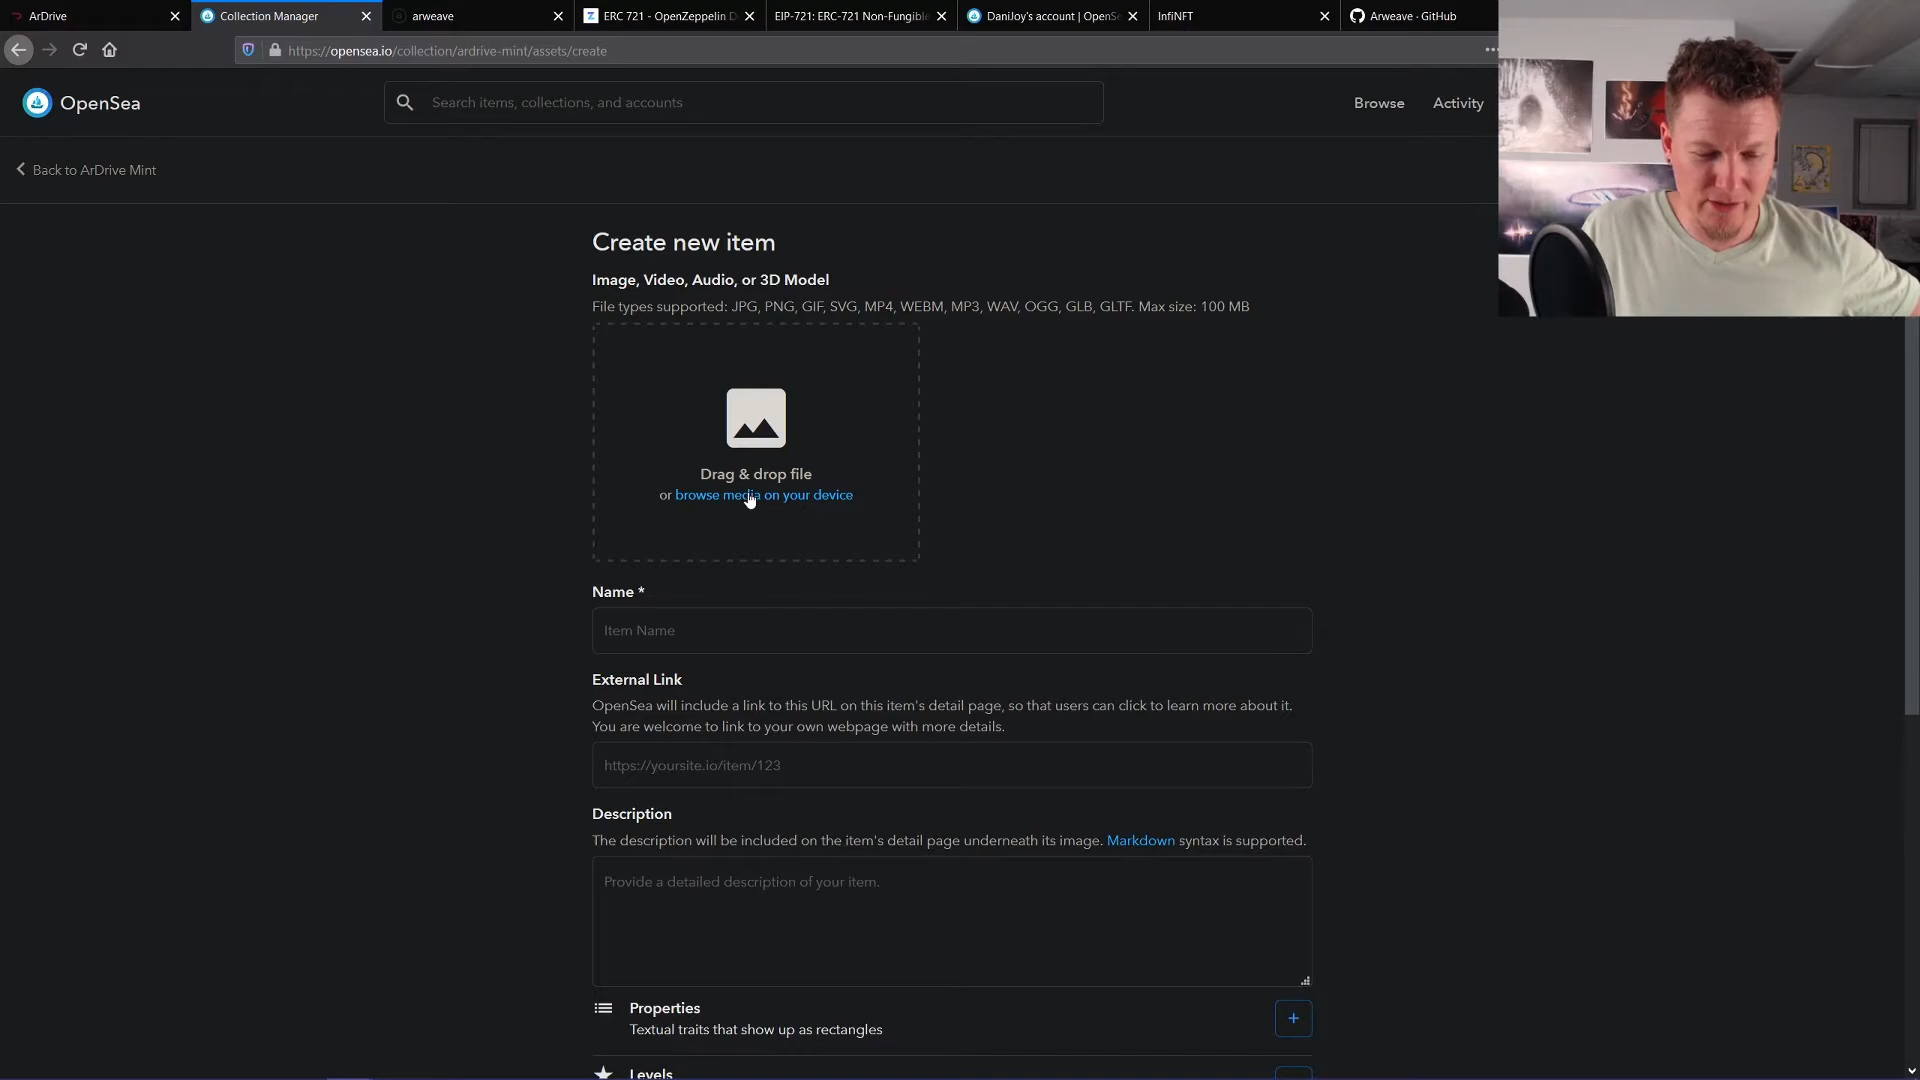 ArDrive
Collection Manager
arweave
ERC 721 - OpenZeppelin D
EIP-721: ERC-721 Non-Fungible
DaniJoy's account | OpenSe
InfiNFT
Arweave · GitHub
https://opensea.io/collection/ardrive-mint/assets/create
OpenSea
Search items, collections, and accounts
Browse
Activity
Back to ArDrive Mint
Create new item
Image, Video, Audio, or 3D Model
File types supported: JPG, PNG, GIF, SVG, MP4, WEBM, MP3, WAV, OGG, GLB, GLTF. Max size: 100 MB
Drag & drop file
or browse media on your device
Name *
Item Name
External Link
OpenSea will include a link to this URL on this item's detail page, so that users can click to learn more about it.
You are welcome to link to your own webpage with more details.
https://yoursite.io/item/123
Description
The description will be included on the item's detail page underneath its image. Markdown syntax is supported.
Provide a detailed description of your item.
Properties
Textual traits that show up as rectangles
Levels